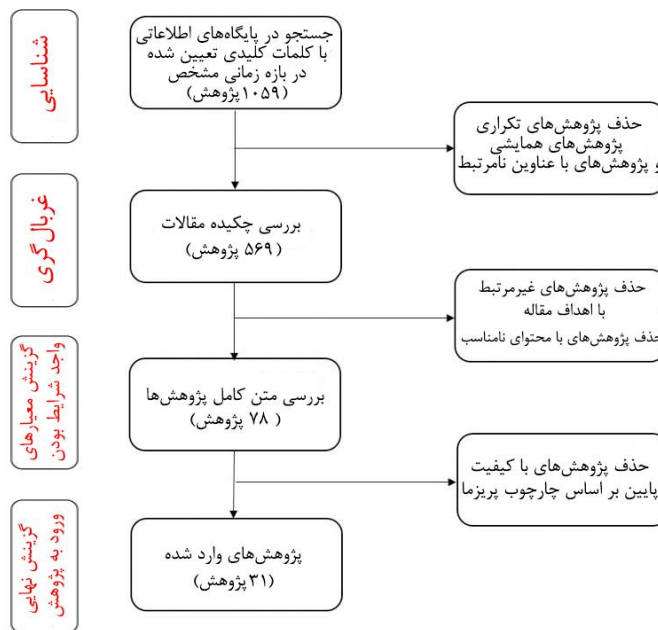 شناسایی
جستجو در پایگاه‌های اطلاعاتی
با کلمات کلیدی تعیین شده
در بازه زمانی مشخص
(۱۰۵۹پژوهش)
حذف پژوهش‌های تکراری
پژوهش‌های همایشی
و پژوهش‌های با عناوین نامرتبط
غربال‌گری
بررسی چکیده مقالات
(۵۶۹ پژوهش)
حذف پژوهش‌های غیرمرتبط
با اهداف مقاله
حذف پژوهش‌های با محتوای نامناسب
گزینش معیارهای
واجد شرایط بودن
بررسی متن کامل پژوهش‌ها
(۷۸ پژوهش)
حذف پژوهش‌های با کیفیت
پایین بر اساس چارچوب پریزما
گزینش نهایی
ورود به پژوهش
پژوهش‌های وارد شده
(۳۱پژوهش)